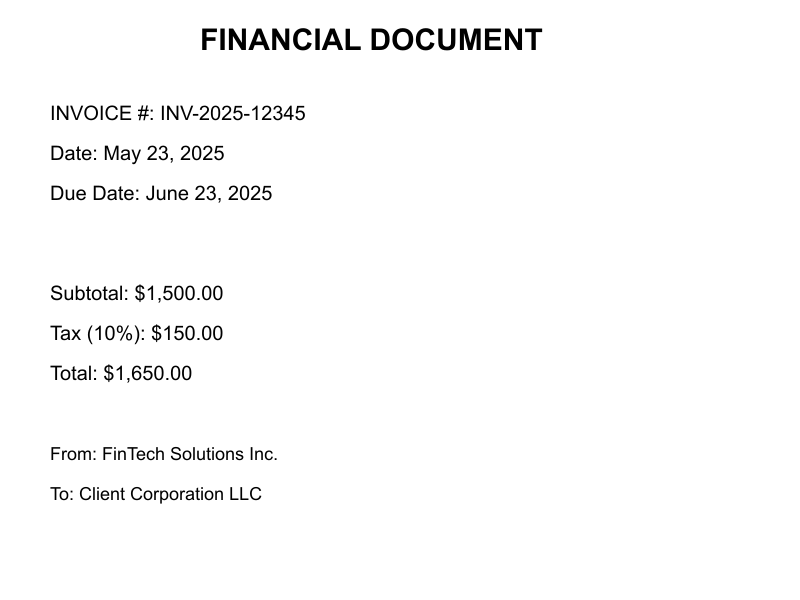 FINANCIAL DOCUMENT
INVOICE #: INV-2025-12345
Date: May 23, 2025
Due Date: June 23, 2025
Subtotal: $1,500.00
Tax (10%): $150.00
Total: $1,650.00
From: FinTech Solutions Inc.
To: Client Corporation LLC